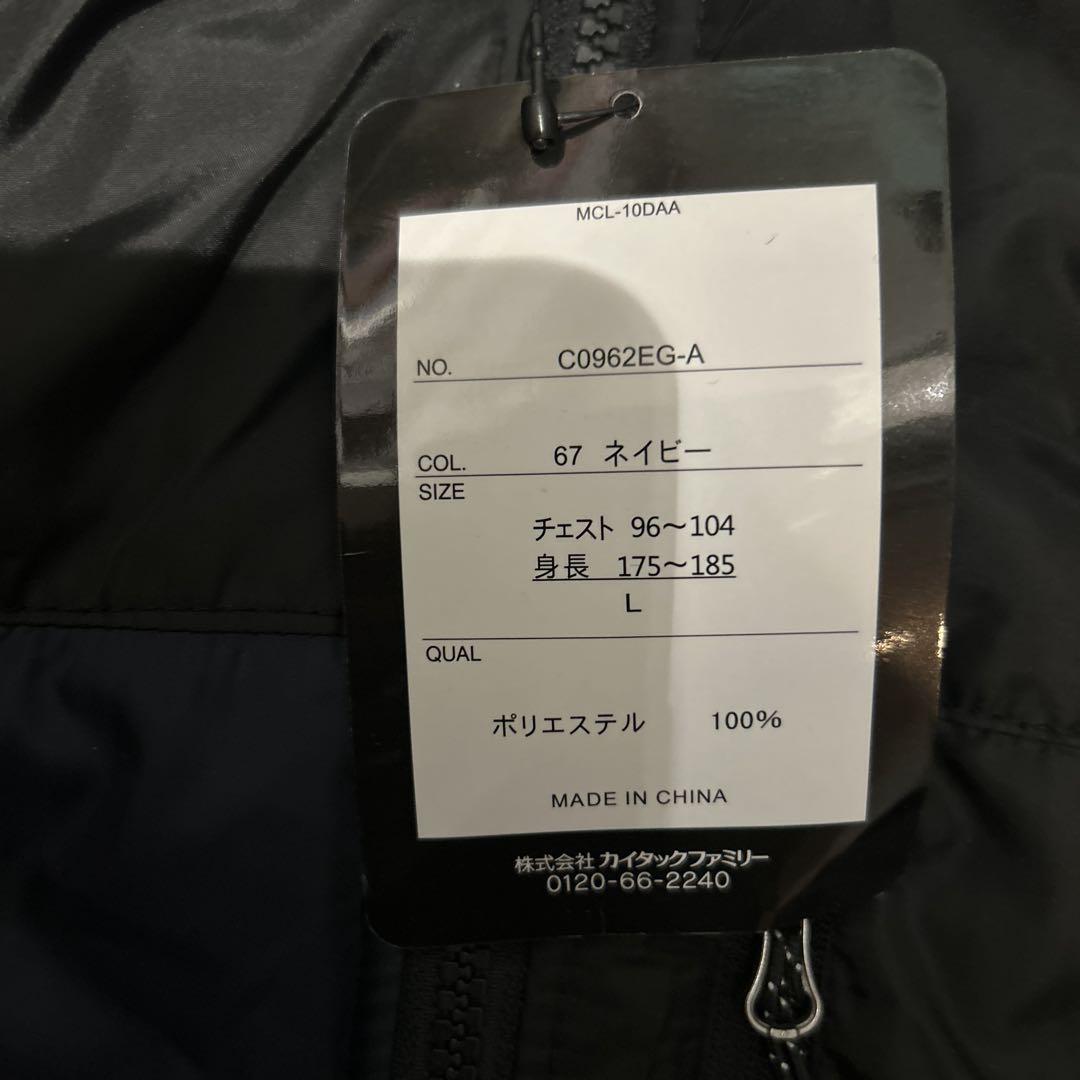 MCL-10DAA
NO. C0962EG-A
COL. 67 ネイビー
SIZE
チェスト 96～104
身長 175～185
L
QUAL
ポリエステル 100%
MADE IN CHINA
株式会社 カイタックファミリー
0120-66-2240